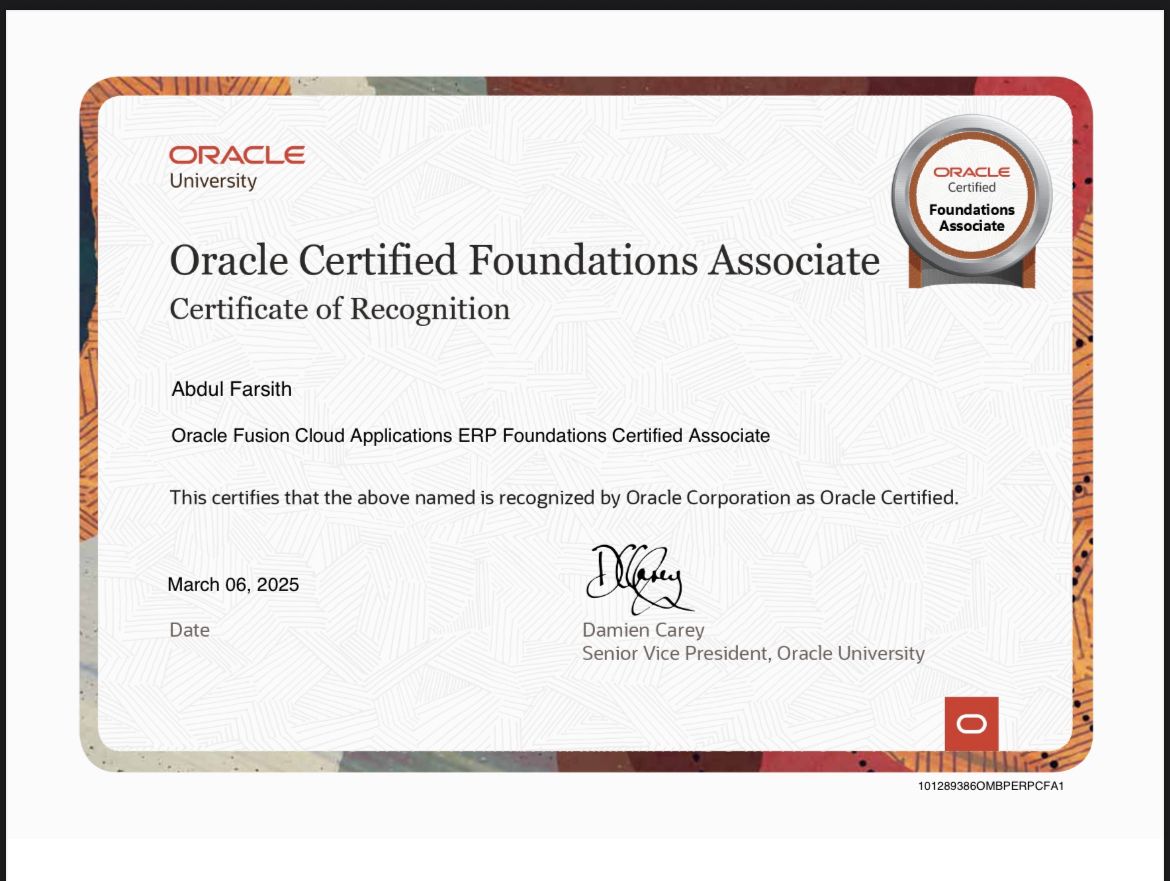 ORACLE
University
ORACLE
Certified
Foundations
Associate
Oracle Certified Foundations Associate
Certificate of Recognition
Abdul Farsith
Oracle Fusion Cloud Applications ERP Foundations Certified Associate
This certifies that the above named is recognized by Oracle Corporation as Oracle Certified.
March 06, 2025
Date
DCarey
Damien Carey
Senior Vice President, Oracle University
101289386OMBPERPCFA1